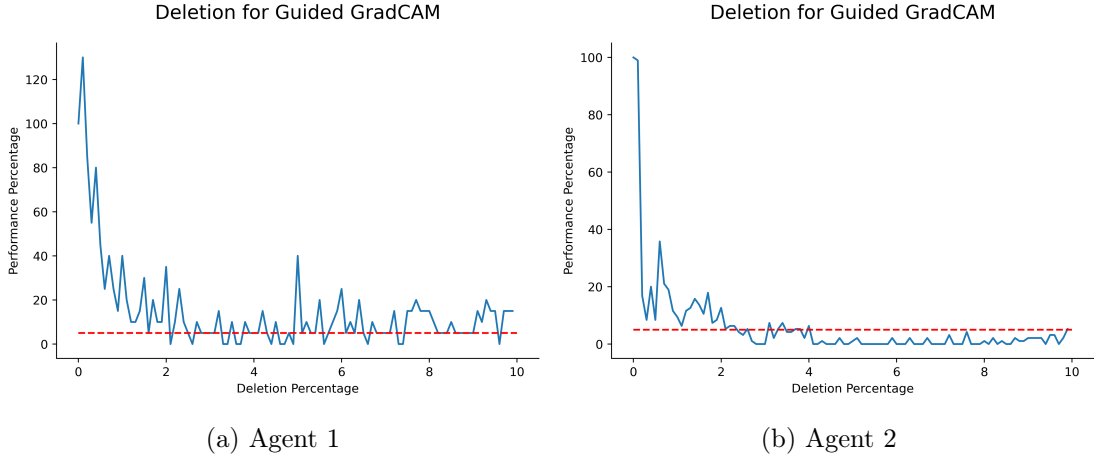 Deletion for Guided GradCAM
Performance Percentage
120
100
80
60
40
20
0
0 2 4 6 8 10
Deletion Percentage
(a) Agent 1
Deletion for Guided GradCAM
Performance Percentage
100
80
60
40
20
0
0 2 4 6 8 10
Deletion Percentage
(b) Agent 2